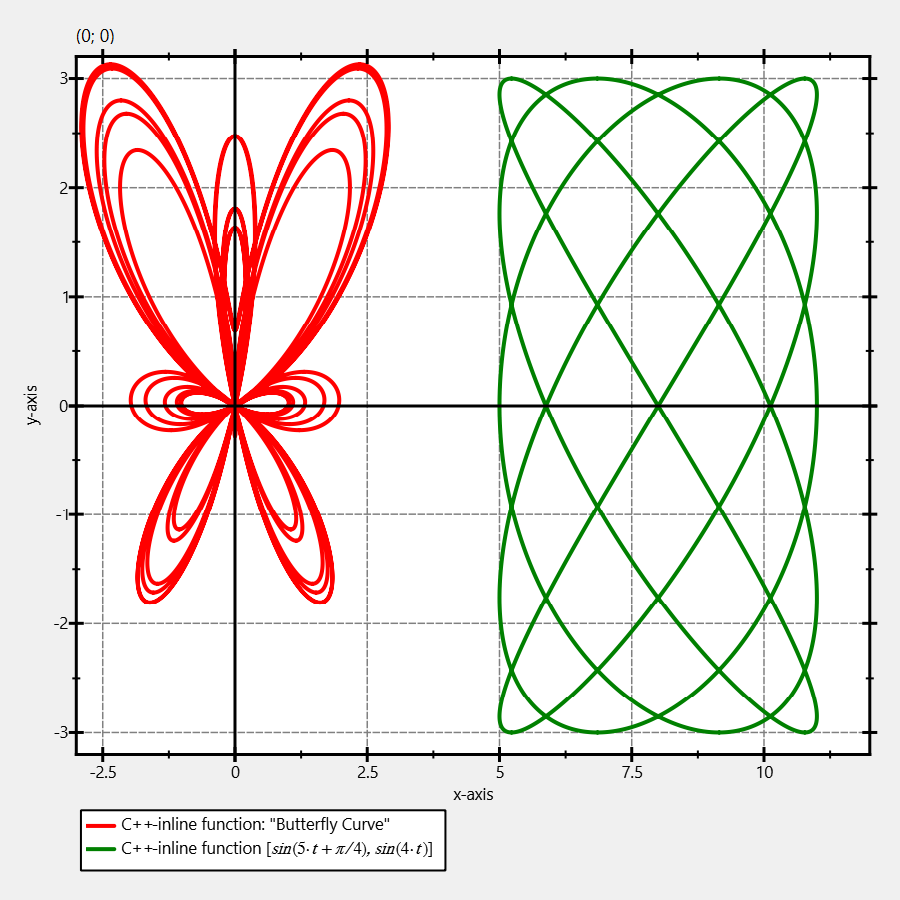 (0; 0)
3
2
1
0
-1
-2
-3
y-axis
-2.5 0 2.5 5 7.5 10
x-axis
C++-inline function: "Butterfly Curve"
C++-inline function [sin(5·t + π/4), sin(4·t)]